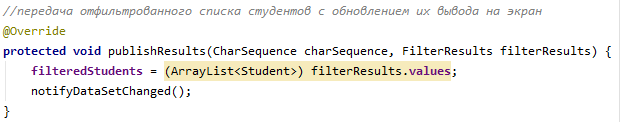 //передача отфильтрованного списка студентов с обновлением их вывода на экран
@Override
protected void publishResults(CharSequence charSequence, FilterResults filterResults) {
    filteredStudents = (ArrayList<Student>) filterResults.values;
    notifyDataSetChanged();
}